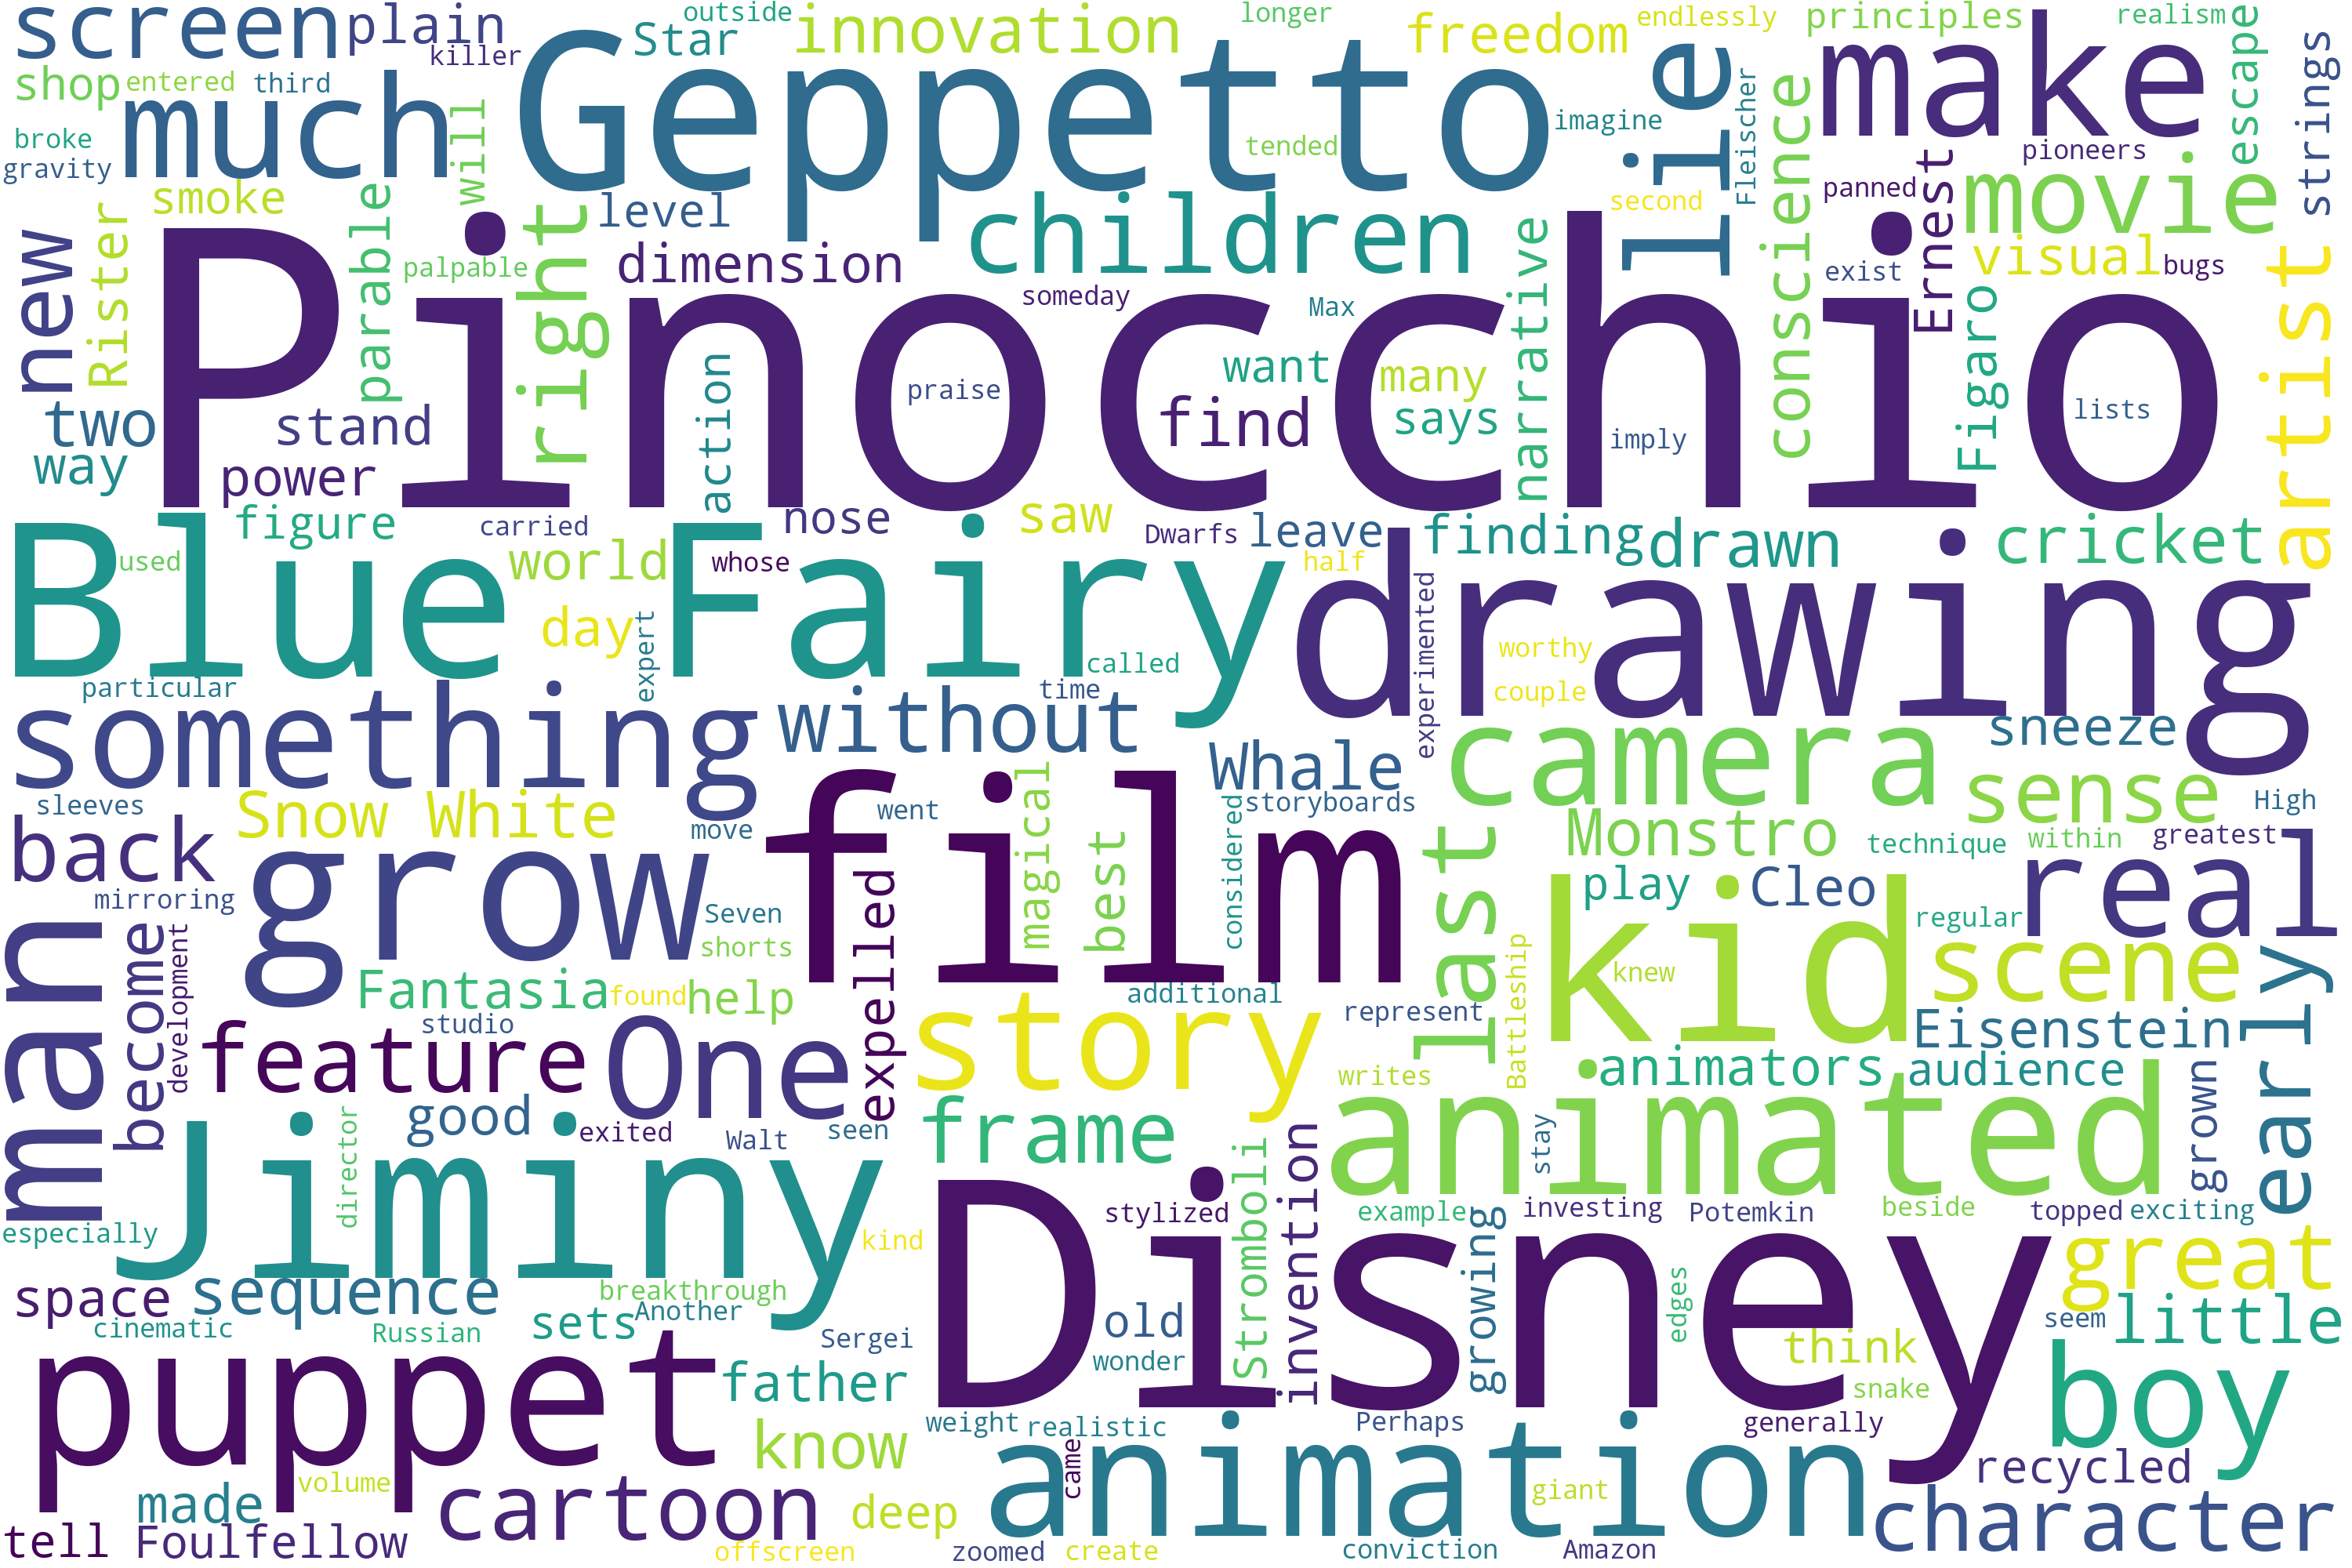 screen
plain
outside
Star
innovation
longer
freedom
endlessly
principles
realism
escape
strings
shop
entered
third
killer
much
Geppetto
lie
make
broke
gravity
will
imagine
tended
Fleischer
pioneers
smoke
parable
level
right
children
second
conscience
panned
Ernest
movie
new
Rister
palpable
dimension
someday
Max
narrative
exist
visual
bugs
artist
Pinocchio
two
way
stand
power
action
praise
want
find
many
says
imply
Figaro
lists
figure
carried
nose
saw
Dwarfs
leave
finding
drawn
cricket
used
Blue Fairy
world
whose
half
drawing
day
expert
called
experimented
worthy
couple
particular
something
time
without
Whale
camera
sneeze
sleeves
Snow White
move
went
magical
best
storyboards
considered
last
Monstro
sense
High
technique
within
greatest
back
grow
film
real
mirroring
become
development
Seven
shorts
expelled
play
Cleo
kid
regular
scene
early
man
Fantasia
found
help
additional
represent
Battleship
knew
Eisenstein
studio
feature
One
story
writes
animators
audience
good
exited
Walt
seen
frame
animated
stay
grown
director
Jiminy
especially
kind
stylized
Stromboli
invention
example
growing
investing
Potemkin
beside
topped
exciting
great
space
sequence
breakthrough
Another
Disney
edges
seem
little
cinematic
Russian
sets
Sergei
old
wonder
think
snake
boy
puppet
father
weight
realistic
Perhaps
generally
know
came
animation
recycled
volume
made
cartoon
deep
giant
character
tell
Foulfellow
offscreen
zoomed
create
conviction
Amazon